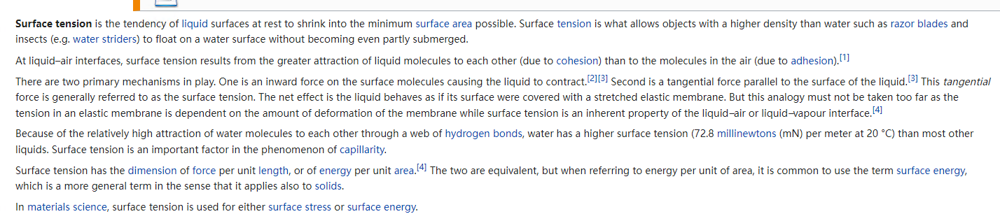 Surface tension is the tendency of liquid surfaces at rest to shrink into the minimum surface area possible. Surface tension is what allows objects with a higher density than water such as razor blades and
insects (e.g. water striders) to float on a water surface without becoming even partly submerged.
At liquid–air interfaces, surface tension results from the greater attraction of liquid molecules to each other (due to cohesion) than to the molecules in the air (due to adhesion).[1]
There are two primary mechanisms in play. One is an inward force on the surface molecules causing the liquid to contract.[2][3] Second is a tangential force parallel to the surface of the liquid.[3] This tangential
force is generally referred to as the surface tension. The net effect is the liquid behaves as if its surface were covered with a stretched elastic membrane. But this analogy must not be taken too far as the
tension in an elastic membrane is dependent on the amount of deformation of the membrane while surface tension is an inherent property of the liquid–air or liquid–vapour interface.[4]
Because of the relatively high attraction of water molecules to each other through a web of hydrogen bonds, water has a higher surface tension (72.8 millinewtons (mN) per meter at 20 °C) than most other
liquids. Surface tension is an important factor in the phenomenon of capillarity.
Surface tension has the dimension of force per unit length, or of energy per unit area.[4] The two are equivalent, but when referring to energy per unit of area, it is common to use the term surface energy,
which is a more general term in the sense that it applies also to solids.
In materials science, surface tension is used for either surface stress or surface energy.